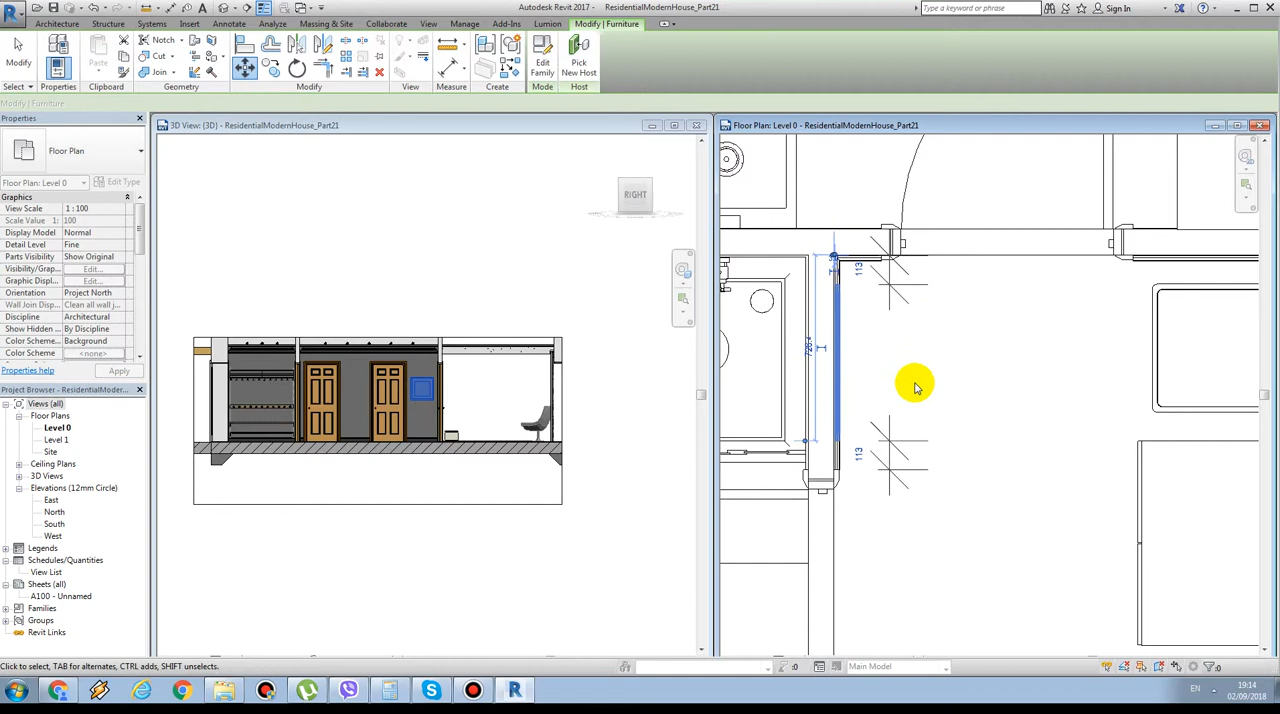 Autodesk Revit 2017 - ResidentialModernHouse_Part21
Type a keyword or phrase
Sign In
Architecture Structure Systems Insert Annotate Analyze Massing & Site Collaborate View Manage Add-Ins Lumion Modify | Furniture
Modify
Properties
Paste
Notch
Cut
Join
Edit Family
Pick New Host
Select Properties Clipboard Geometry Modify View Measure Create Mode Host
Modify | Furniture
Properties
3D View: {3D} - ResidentialModernHouse_Part21
Floor Plan: Level 0 - ResidentialModernHouse_Part21
Floor Plan
Floor Plan: Level 0
Edit Type
Graphics
View Scale 1 : 100
Scale Value 1: 100
Display Model Normal
Detail Level Fine
Parts Visibility Show Original
Visibility/Grap... Edit...
Graphic Displ... Edit...
Orientation Project North
Wall Join Disp... Clean all wall j...
Discipline Architectural
Show Hidden ... By Discipline
Color Scheme ... Background
Color Scheme <none>
Properties help
Apply
RIGHT
113
113
Project Browser - ResidentialModer...
Views (all)
Floor Plans
Level 0
Level 1
Site
Ceiling Plans
3D Views
Elevations (12mm Circle)
East
North
South
West
Legends
Schedules/Quantities
View List
Sheets (all)
A100 - Unnamed
Families
Groups
Revit Links
Click to select, TAB for alternates, CTRL adds, SHIFT unselects.
:0
Main Model
:0
EN
19:14
02/09/2018